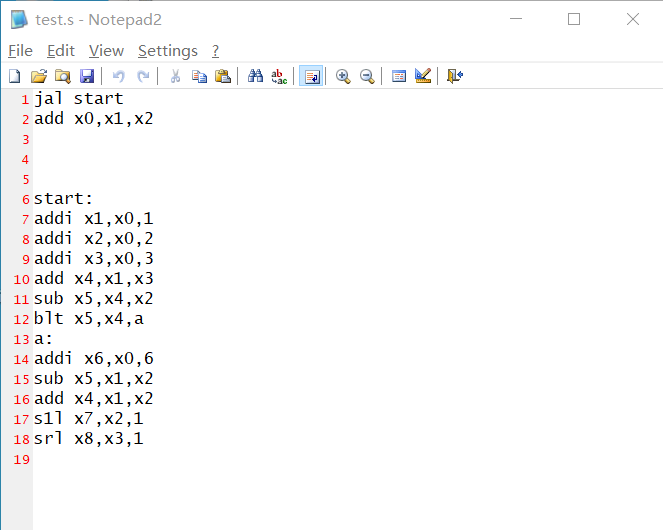 test.s - Notepad2
File Edit View Settings ?
1 jal start
2 add x0,x1,x2
3
4
5
6 start:
7 addi x1,x0,1
8 addi x2,x0,2
9 addi x3,x0,3
10 add x4,x1,x3
11 sub x5,x4,x2
12 blt x5,x4,a
13 a:
14 addi x6,x0,6
15 sub x5,x1,x2
16 add x4,x1,x2
17 s1l x7,x2,1
18 srl x8,x3,1
19